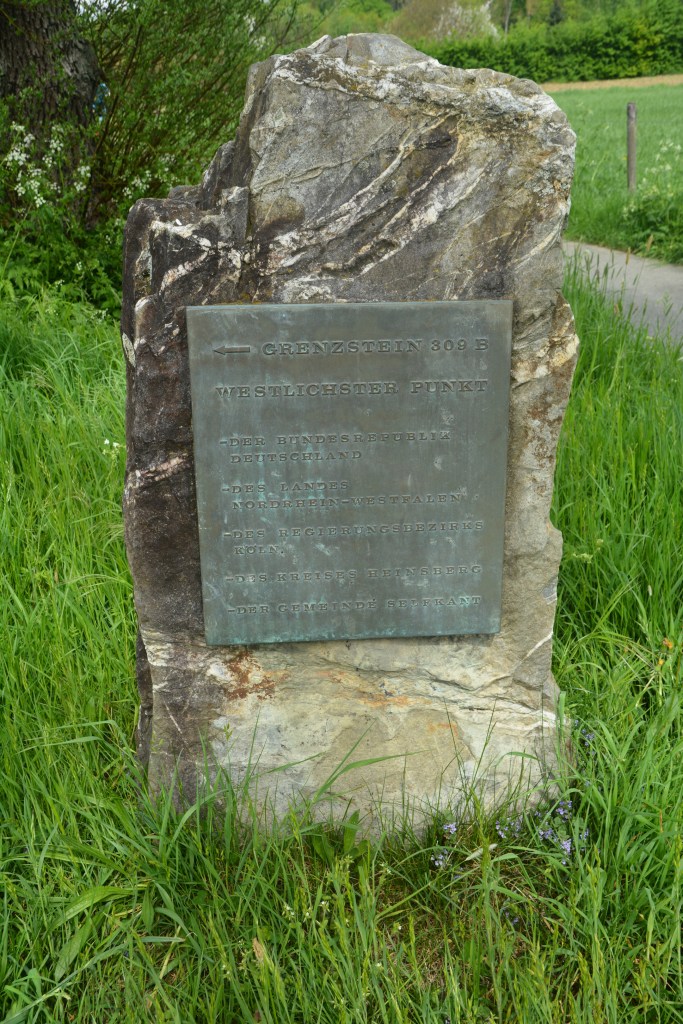 ← GRENZSTEIN 309 B
WESTLICHSTER PUNKT
-DER BUNDESREPUBLIK
DEUTSCHLAND
-DES LANDES
NORDRHEIN-WESTFALEN
-DES REGIERUNGSBEZIRKS
KÖLN.
-DES KREISES HEINSBERG
-DER GEMEINDE SELFKANT